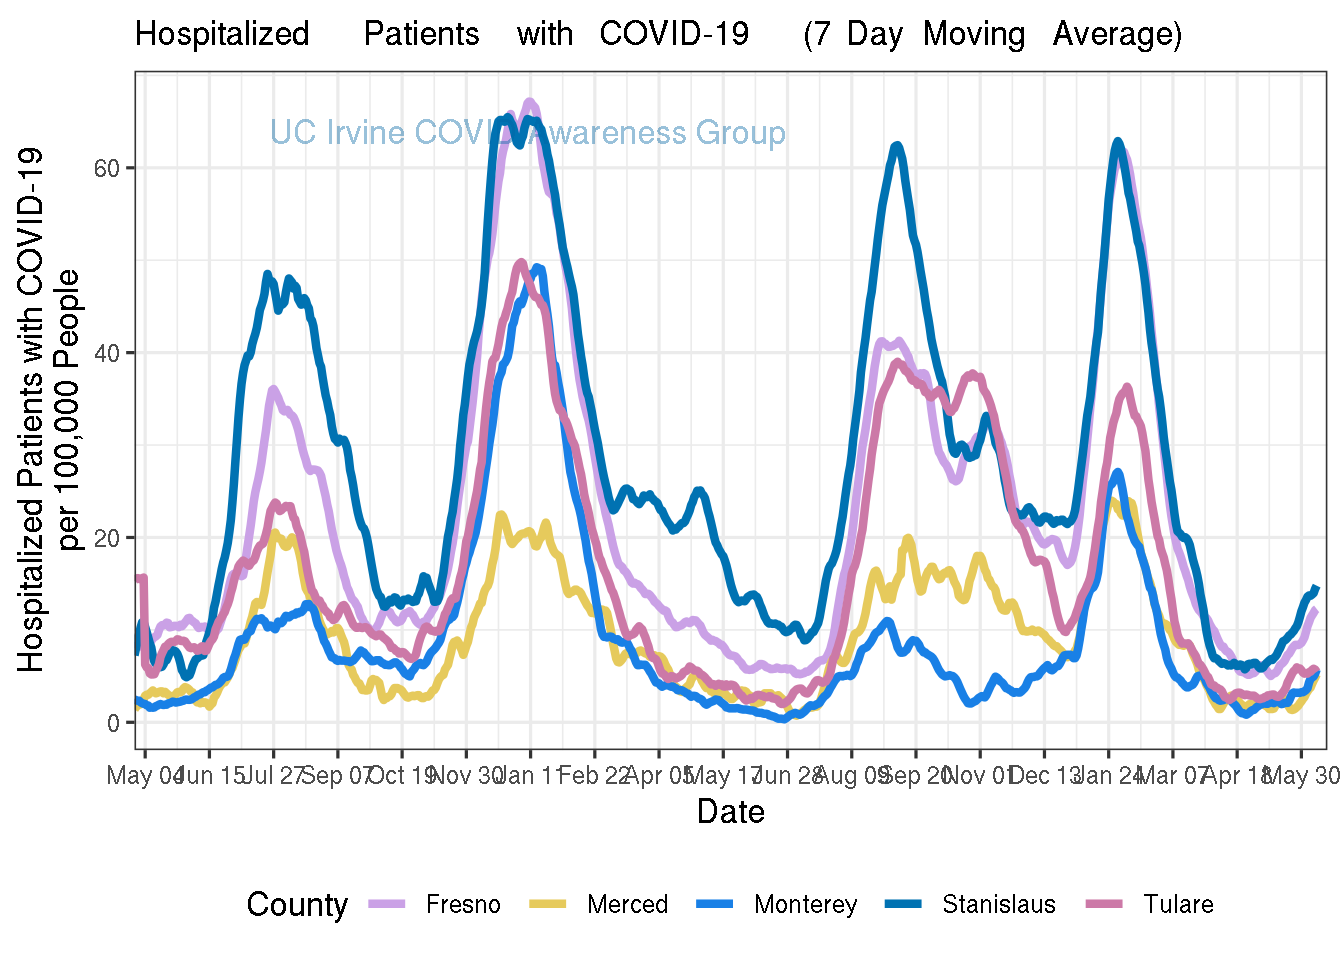 Hospitalized Patients with COVID-19 (7 Day Moving Average)
UC Irvine COVID Awareness Group
Hospitalized Patients with COVID-19
per 100,000 People
60
40
20
0
May 04 Jun 15 Jul 27 Sep 07 Oct 19 Nov 30 Jan 11 Feb 22 Apr 05 May 17 Jun 28 Aug 09 Sep 20 Nov 01 Dec 13 Jan 24 Mar 07 Apr 18 May 30
Date
County Fresno Merced Monterey Stanislaus Tulare